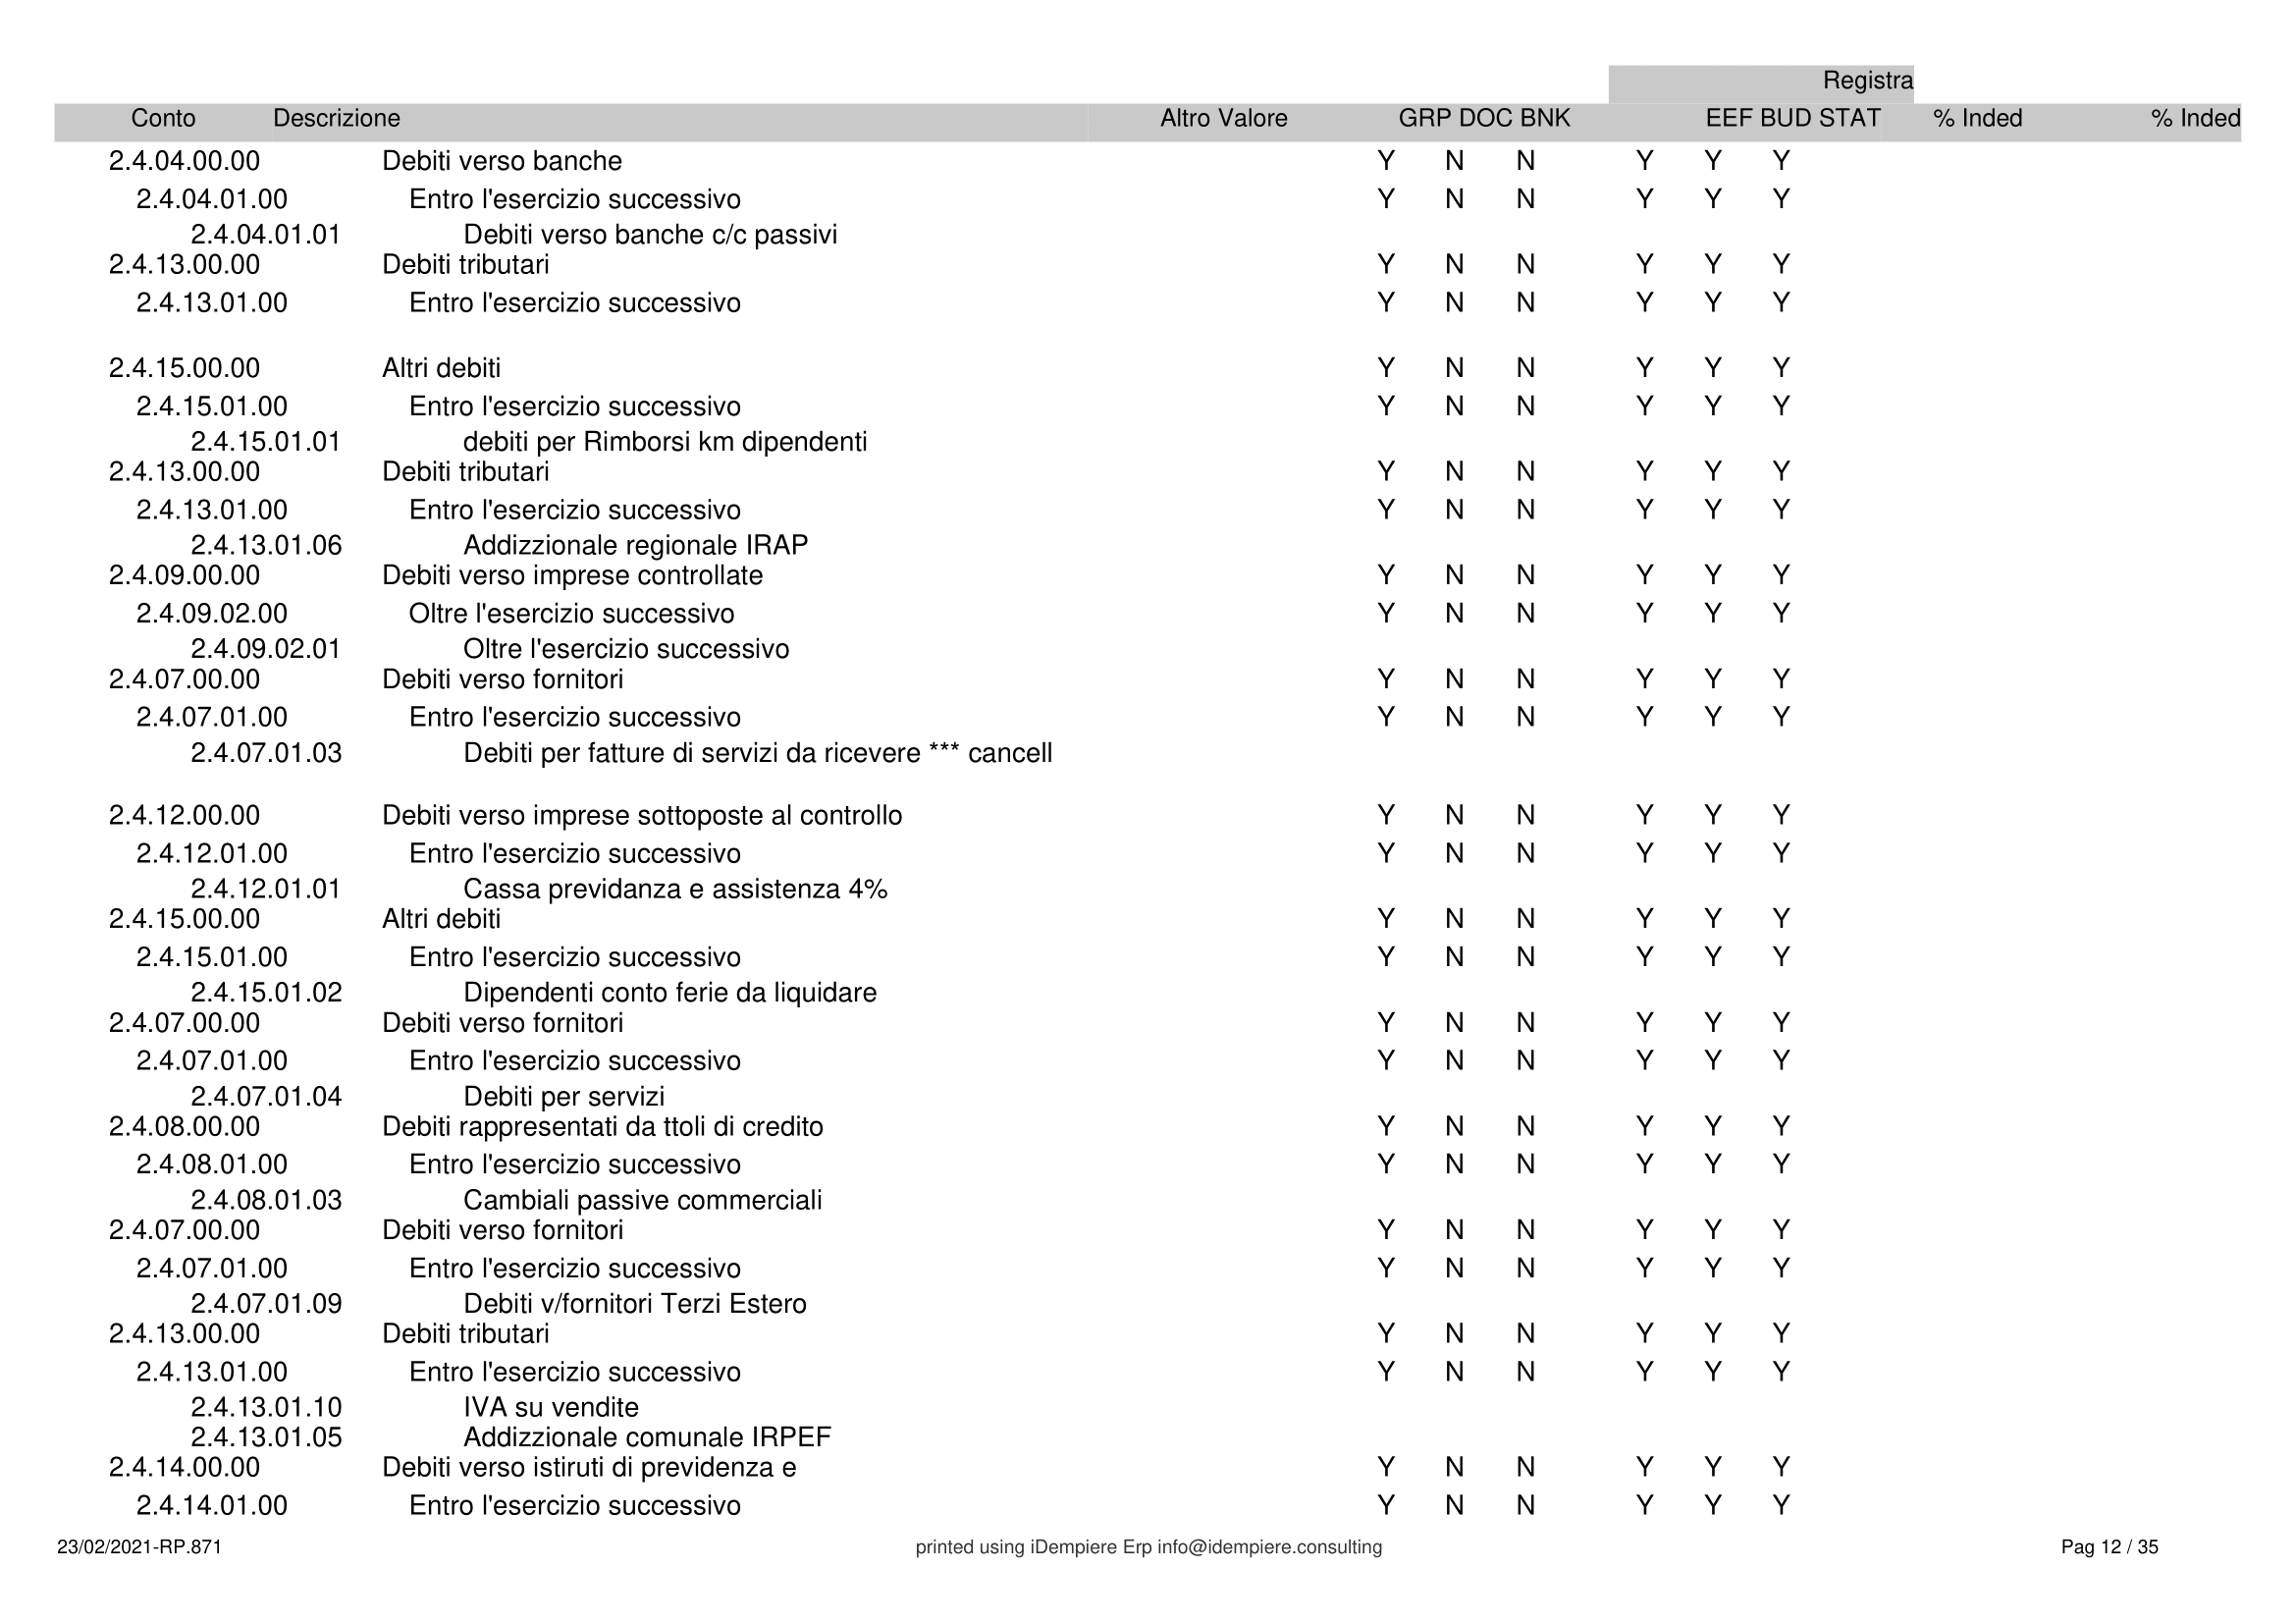 Registra
Conto Descrizione Altro Valore GRP DOC BNK EEF BUD STAT % Inded % Inded
2.4.04.00.00 Debiti verso banche Y N N Y Y Y
2.4.04.01.00 Entro l'esercizio successivo Y N N Y Y Y
2.4.04.01.01 Debiti verso banche c/c passivi
2.4.13.00.00 Debiti tributari Y N N Y Y Y
2.4.13.01.00 Entro l'esercizio successivo Y N N Y Y Y
2.4.15.00.00 Altri debiti Y N N Y Y Y
2.4.15.01.00 Entro l'esercizio successivo Y N N Y Y Y
2.4.15.01.01 debiti per Rimborsi km dipendenti
2.4.13.00.00 Debiti tributari Y N N Y Y Y
2.4.13.01.00 Entro l'esercizio successivo Y N N Y Y Y
2.4.13.01.06 Addizzionale regionale IRAP
2.4.09.00.00 Debiti verso imprese controllate Y N N Y Y Y
2.4.09.02.00 Oltre l'esercizio successivo Y N N Y Y Y
2.4.09.02.01 Oltre l'esercizio successivo
2.4.07.00.00 Debiti verso fornitori Y N N Y Y Y
2.4.07.01.00 Entro l'esercizio successivo Y N N Y Y Y
2.4.07.01.03 Debiti per fatture di servizi da ricevere *** cancell
2.4.12.00.00 Debiti verso imprese sottoposte al controllo Y N N Y Y Y
2.4.12.01.00 Entro l'esercizio successivo Y N N Y Y Y
2.4.12.01.01 Cassa previdanza e assistenza 4%
2.4.15.00.00 Altri debiti Y N N Y Y Y
2.4.15.01.00 Entro l'esercizio successivo Y N N Y Y Y
2.4.15.01.02 Dipendenti conto ferie da liquidare
2.4.07.00.00 Debiti verso fornitori Y N N Y Y Y
2.4.07.01.00 Entro l'esercizio successivo Y N N Y Y Y
2.4.07.01.04 Debiti per servizi
2.4.08.00.00 Debiti rappresentati da ttoli di credito Y N N Y Y Y
2.4.08.01.00 Entro l'esercizio successivo Y N N Y Y Y
2.4.08.01.03 Cambiali passive commerciali
2.4.07.00.00 Debiti verso fornitori Y N N Y Y Y
2.4.07.01.00 Entro l'esercizio successivo Y N N Y Y Y
2.4.07.01.09 Debiti v/fornitori Terzi Estero
2.4.13.00.00 Debiti tributari Y N N Y Y Y
2.4.13.01.00 Entro l'esercizio successivo Y N N Y Y Y
2.4.13.01.10 IVA su vendite
2.4.13.01.05 Addizzionale comunale IRPEF
2.4.14.00.00 Debiti verso istiruti di previdenza e Y N N Y Y Y
2.4.14.01.00 Entro l'esercizio successivo Y N N Y Y Y
23/02/2021-RP.871 printed using iDempiere Erp info@idempiere.consulting Pag 12 / 35